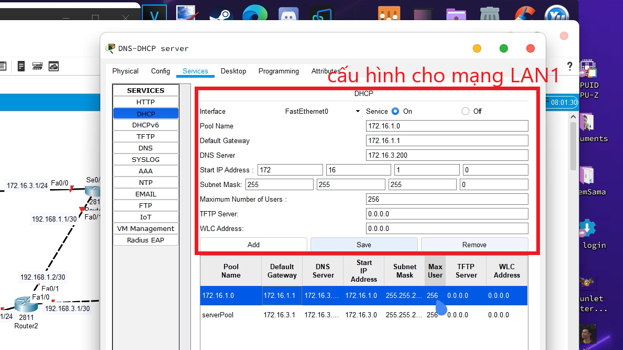 DNS-DHCP server
Physical Config Services Desktop Programming Attributes
cấu hình cho mạng LAN1
SERVICES
HTTP
DHCP
DHCPv6
TFTP
DNS
SYSLOG
AAA
NTP
EMAIL
FTP
IoT
VM Management
Radius EAP
DHCP
Interface FastEthernet0 Service On Off
Pool Name 172.16.1.0
Default Gateway 172.16.1.1
DNS Server 172.16.3.200
Start IP Address : 172 16 1 0
Subnet Mask: 255 255 255 0
Maximum Number of Users : 256
TFTP Server: 0.0.0.0
WLC Address: 0.0.0.0
Add Save Remove
Pool Name Default Gateway DNS Server Start IP Address Subnet Mask Max User TFTP Server WLC Address
172.16.1.0 172.16.1.1 172.16.3.... 172.16.1.0 255.255.2... 256 0.0.0.0 0.0.0.0
serverPool 172.16.3.1 172.16.3... 172.16.3.0 255.255.2... 256 0.0.0.0 0.0.0.0
172.16.3.1/24 Fa0/0 Se0/
281
Fa0/
192.168.1.1/30
192.168.1.2/30
Fa0/1
Fa1/0
1/24
2811
Router2
192.168.3.1/30
?
08:01:30
PUID
PU-Z
uments
emSama
login
unlet
ter...